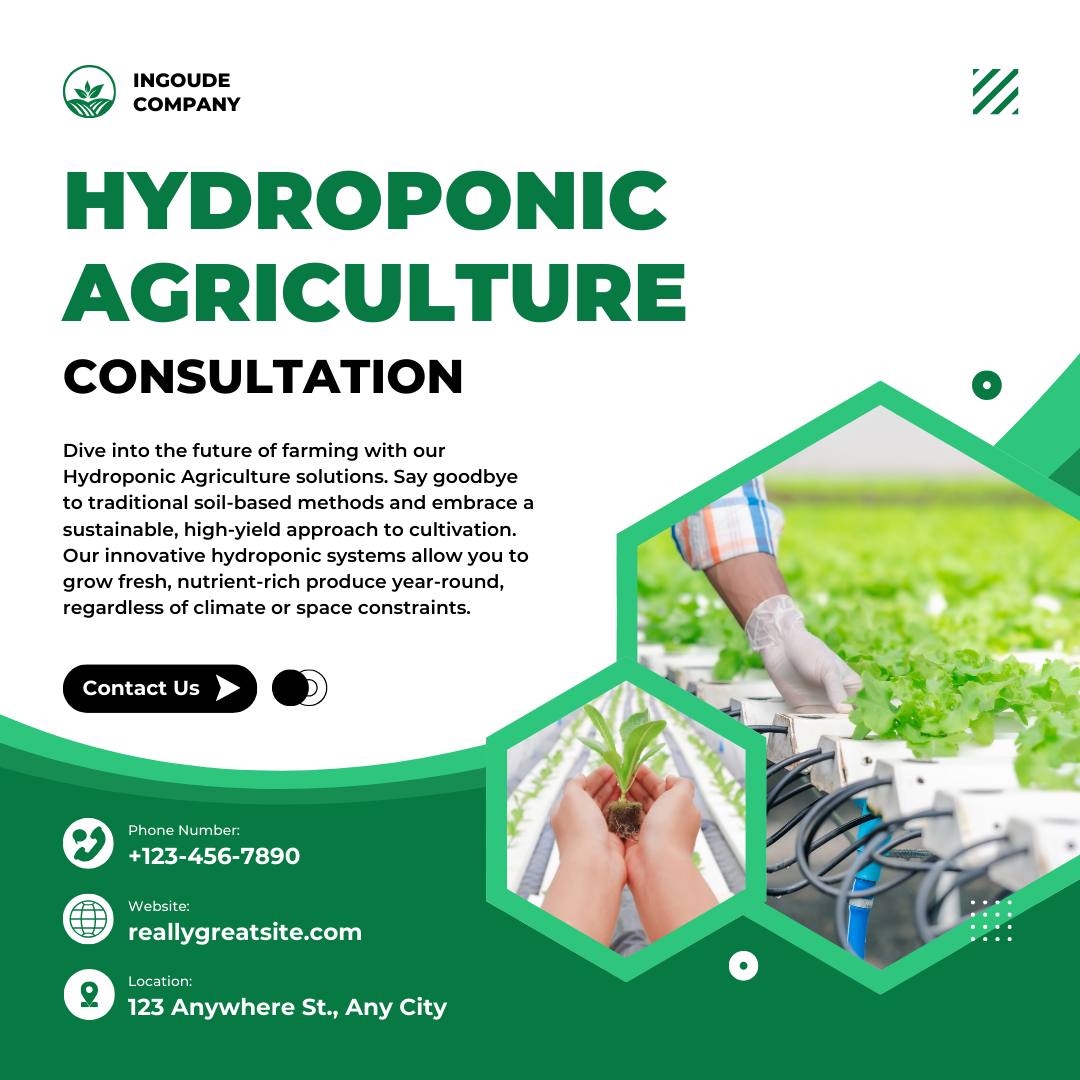 INGOUDE
COMPANY
HYDROPONIC
AGRICULTURE
CONSULTATION
Dive into the future of farming with our
Hydroponic Agriculture solutions. Say goodbye
to traditional soil-based methods and embrace a
sustainable, high-yield approach to cultivation.
Our innovative hydroponic systems allow you to
grow fresh, nutrient-rich produce year-round,
regardless of climate or space constraints.
Contact Us
Phone Number:
+123-456-7890
Website:
reallygreatsite.com
Location:
123 Anywhere St., Any City